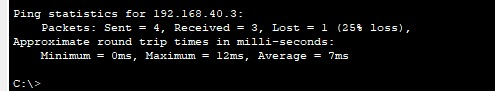 Ping statistics for 192.168.40.3:
    Packets: Sent = 4, Received = 3, Lost = 1 (25% loss),
Approximate round trip times in milli-seconds:
    Minimum = 0ms, Maximum = 12ms, Average = 7ms
C:\>